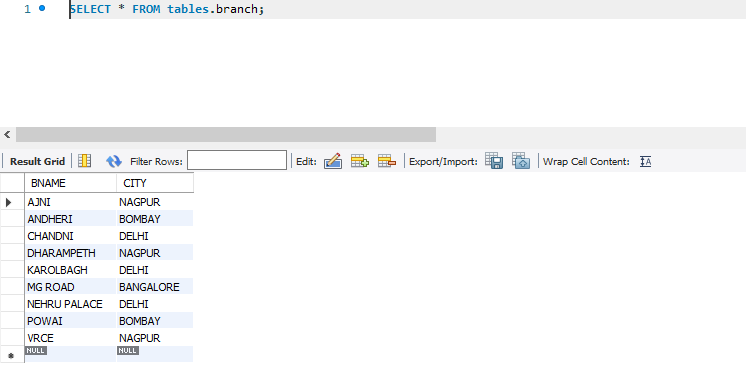 1 SELECT * FROM tables.branch;
Result Grid Filter Rows: Edit: Export/Import: Wrap Cell Content: IA
BNAME CITY
AJNI NAGPUR
ANDHERI BOMBAY
CHANDNI DELHI
DHARAMPETH NAGPUR
KAROLBAGH DELHI
MG ROAD BANGALORE
NEHRU PALACE DELHI
POWAI BOMBAY
VRCE NAGPUR
NULL NULL